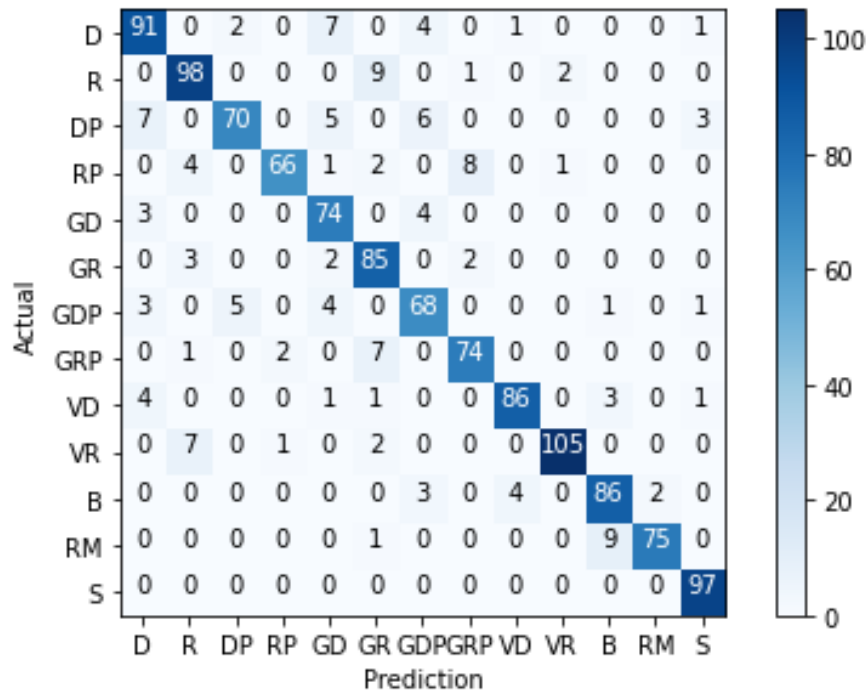 D 91 0 2 0 7 4 0 1 0 0 0 1
R 0 98 0 0 0 9 0 1 0 2 0 0 0
DP 7 0 70 0 5 0 6 0 0 0 0 0 3
RP 0 4 0 66 1 2 0 8 0 1 0 0 0
GD 3 0 0 0 74 0 4 0 0 0 0 0 0
GR 0 3 0 0 2 85 0 2 0 0 0 0 0
GDP 3 0 5 0 4 0 68 0 0 0 1 0 1
GRP 0 1 0 2 0 7 0 74 0 0 0 0 0
VD 4 0 0 0 1 1 0 0 86 0 3 0 1
VR 0 7 0 1 0 2 0 0 0 105 0 0 0
B 0 0 0 0 0 0 3 0 4 0 86 2 0
RM 0 0 0 0 0 1 0 0 0 0 9 75 0
S 0 0 0 0 0 0 0 0 0 0 0 0 97
D R DP RP GD GR GDP GRP VD VR B RM S
Prediction
Actual
100
80
60
40
20
0